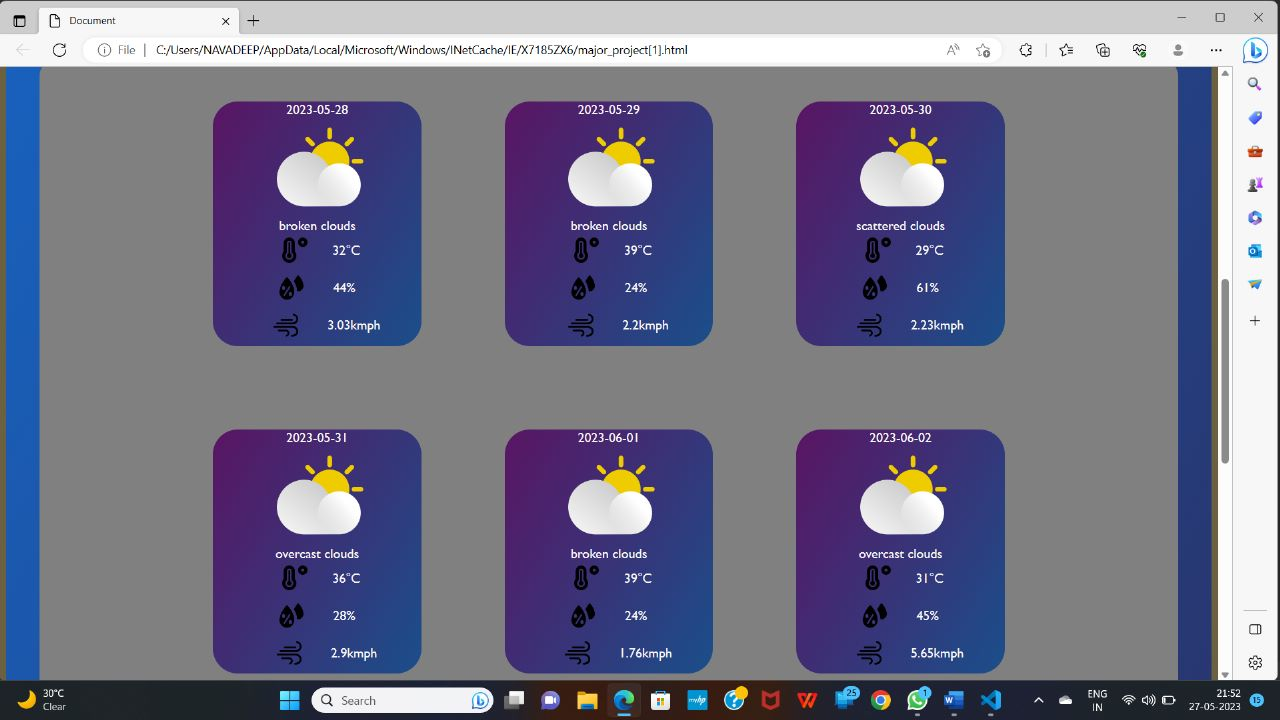 Document
File
C:/Users/NAVADEEP/AppData/Local/Microsoft/Windows/INetCache/IE/X7185ZX6/major_project[1].html
2023-05-28
broken clouds
32°C
44%
3.03kmph
2023-05-29
broken clouds
39°C
24%
2.2kmph
2023-05-30
scattered clouds
29°C
61%
2.23kmph
2023-05-31
overcast clouds
36°C
28%
2.9kmph
2023-06-01
broken clouds
39°C
24%
1.76kmph
2023-06-02
overcast clouds
31°C
45%
5.65kmph
30°C
Clear
Search
25
1
ENG
IN
21:52
27-05-2023
15